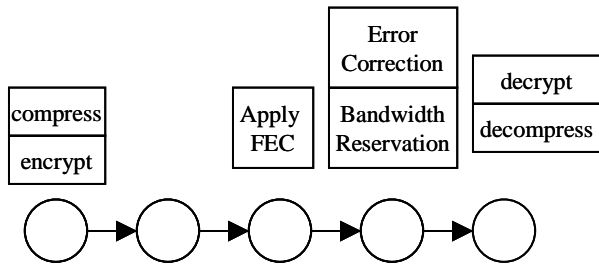 compress
encrypt
Apply
FEC
Error
Correction
Bandwidth
Reservation
decrypt
decompress